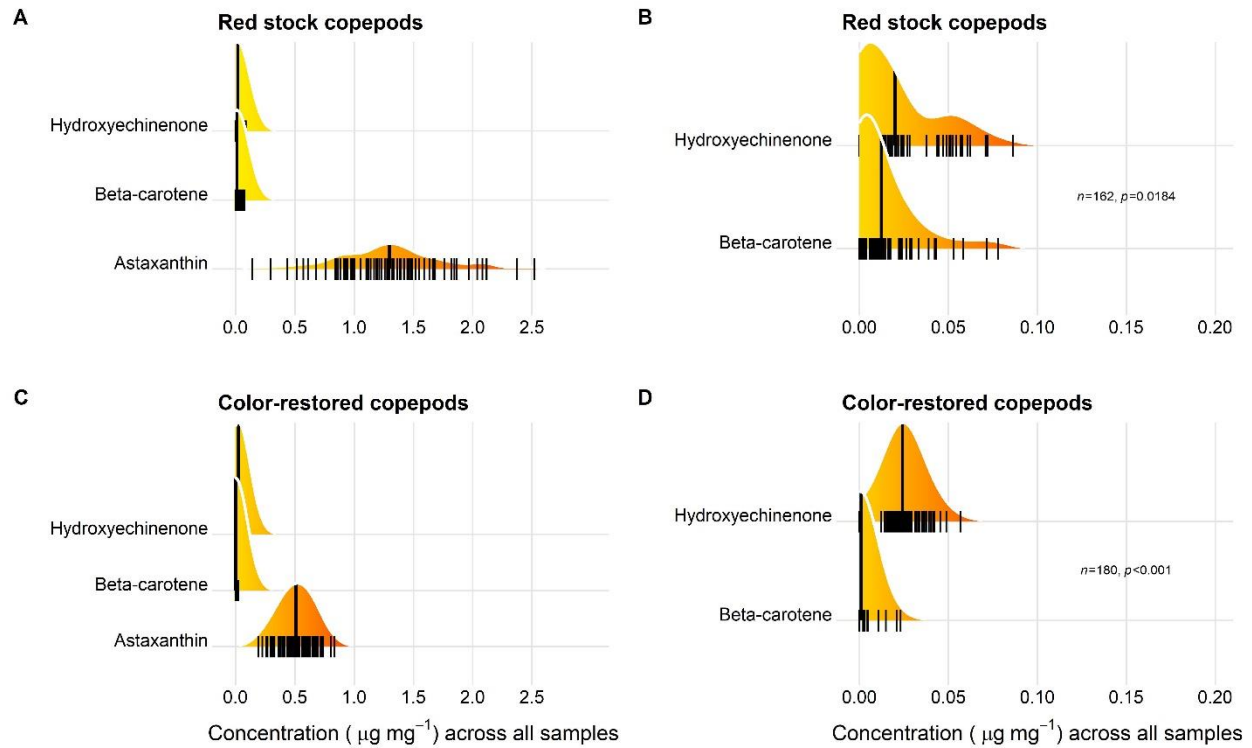 A
Red stock copepods
Hydroxyechinenone
Beta-carotene
Astaxanthin
0.0 0.5 1.0 1.5 2.0 2.5
B
Red stock copepods
Hydroxyechinenone
Beta-carotene
n=162, p=0.0184
0.00 0.05 0.10 0.15 0.20
C
Color-restored copepods
Hydroxyechinenone
Beta-carotene
Astaxanthin
0.0 0.5 1.0 1.5 2.0 2.5
Concentration ( μg mg⁻¹) across all samples
D
Color-restored copepods
Hydroxyechinenone
Beta-carotene
n=180, p<0.001
0.00 0.05 0.10 0.15 0.20
Concentration ( μg mg⁻¹) across all samples